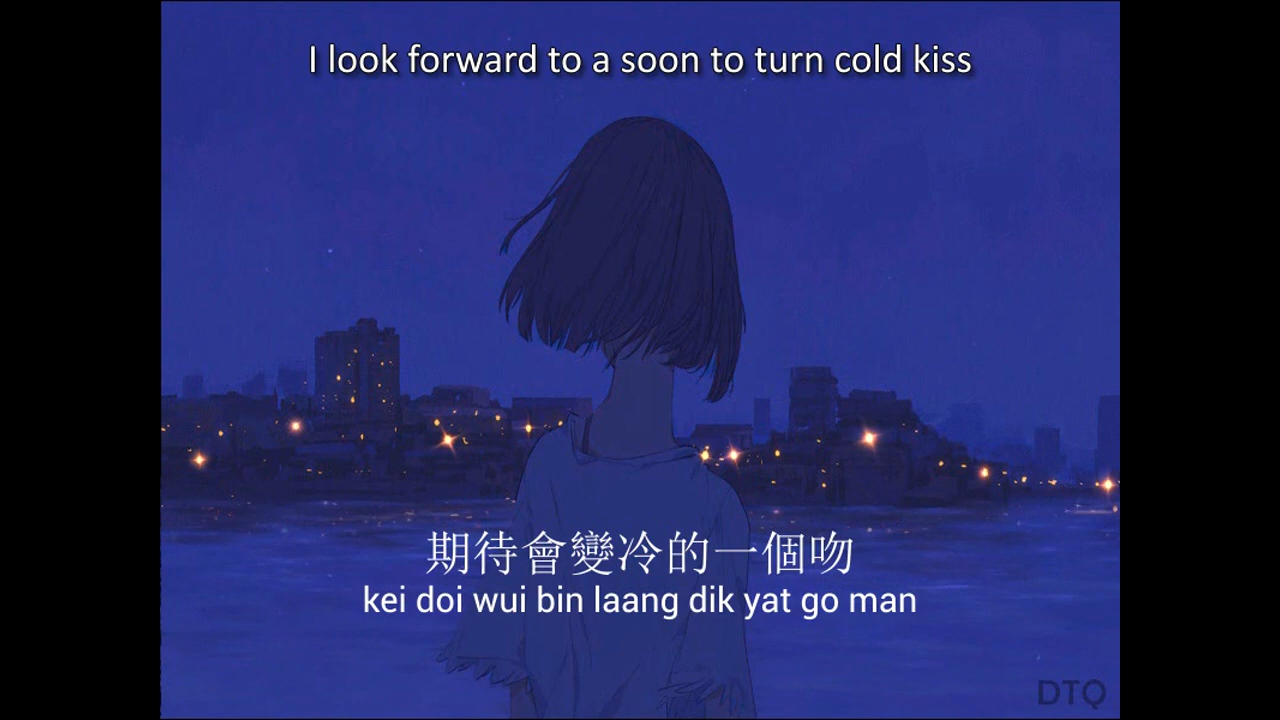 I look forward to a soon to turn cold kiss
期待會變冷的一個吻
kei doi wui bin laang dik yat go man
DTQ